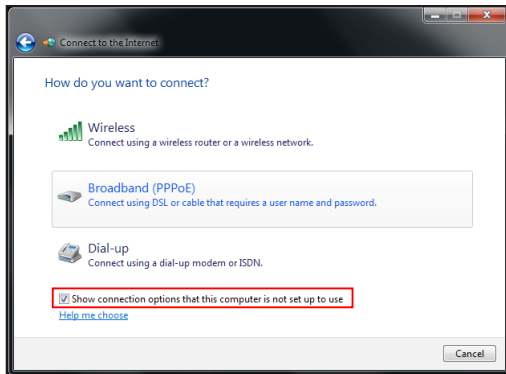 Connect to the Internet
How do you want to connect?
Wireless
Connect using a wireless router or a wireless network.
Broadband (PPPoE)
Connect using DSL or cable that requires a user name and password.
Dial-up
Connect using a dial-up modem or ISDN.
Show connection options that this computer is not set up to use
Help me choose
Cancel